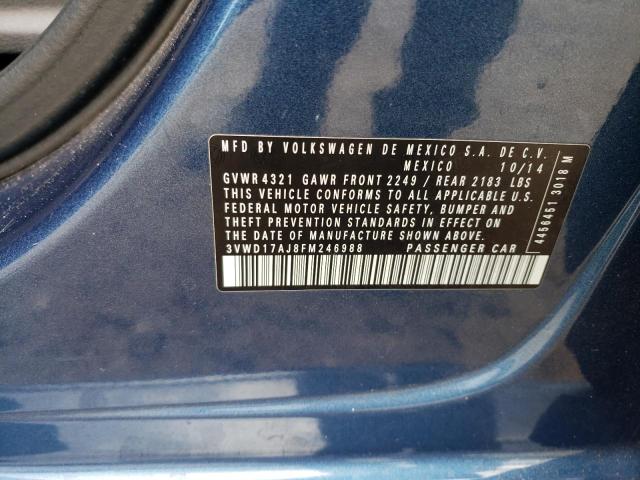 MFD BY VOLKSWAGEN DE MEXICO S.A. DE C.V.
MEXICO 10/14
GVWR 4321 GAWR FRONT 2249 / REAR 2183 LBS
THIS VEHICLE CONFORMS TO ALL APPLICABLE U.S.
FEDERAL MOTOR VEHICLE SAFETY, BUMPER AND
THEFT PREVENTION STANDARDS IN EFFECT
ON THE DATE OF MANUFACTURE SHOWN ABOVE.
3VWD17AJ8FM246988 PASSENGER CAR
4456451 3018 M